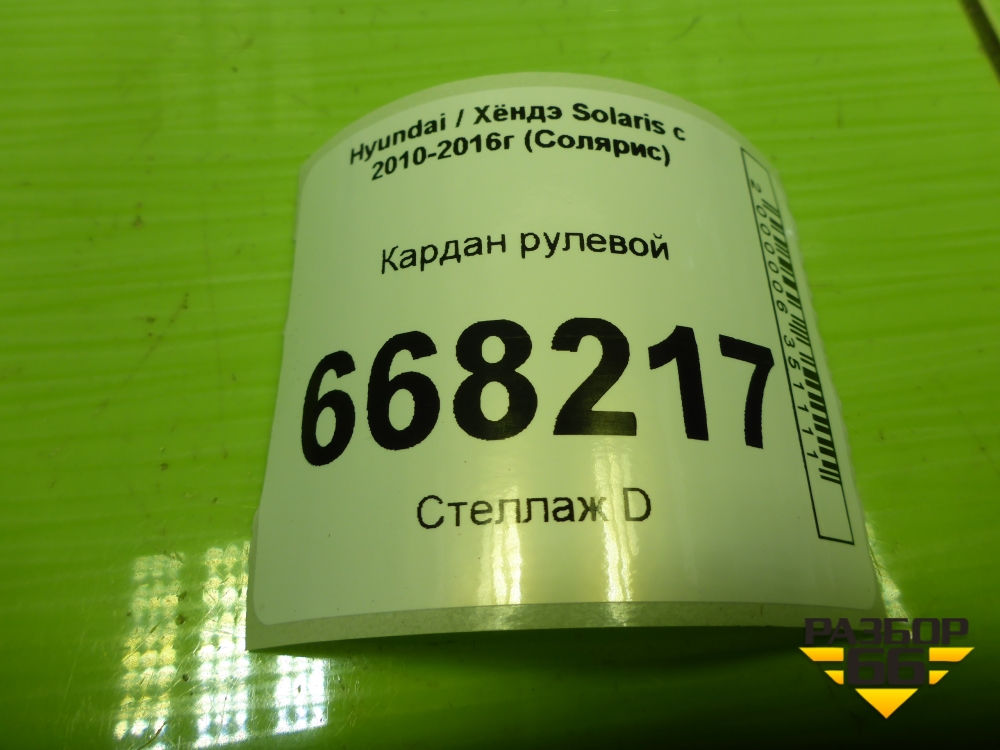 Hyundai / Хёндэ Solaris с
2010-2016г (Солярис)
Кардан рулевой
668217
Стеллаж D
2000006351111
РАЗБОР
66